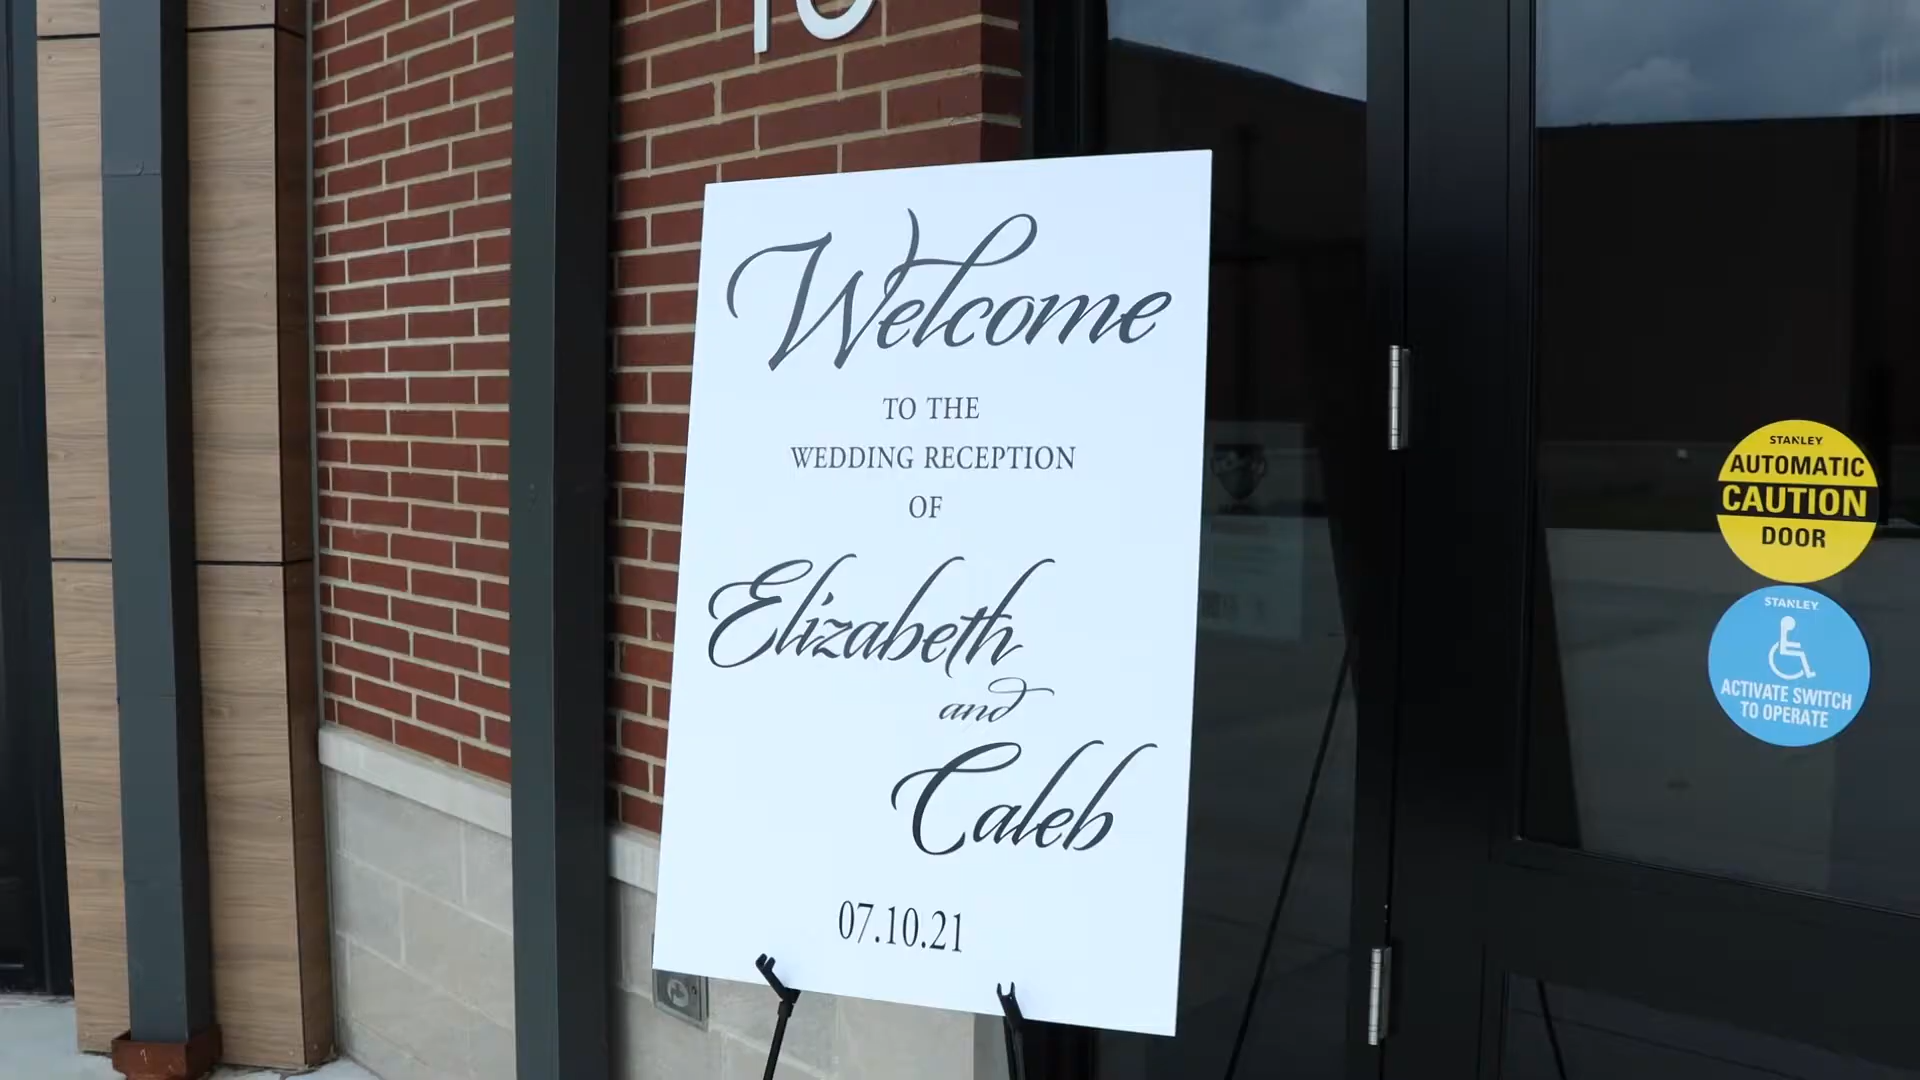 Welcome
TO THE
WEDDING RECEPTION
OF
Elizabeth
and
Caleb
07.10.21
STANLEY
AUTOMATIC
CAUTION
DOOR
STANLEY
ACTIVATE SWITCH
TO OPERATE